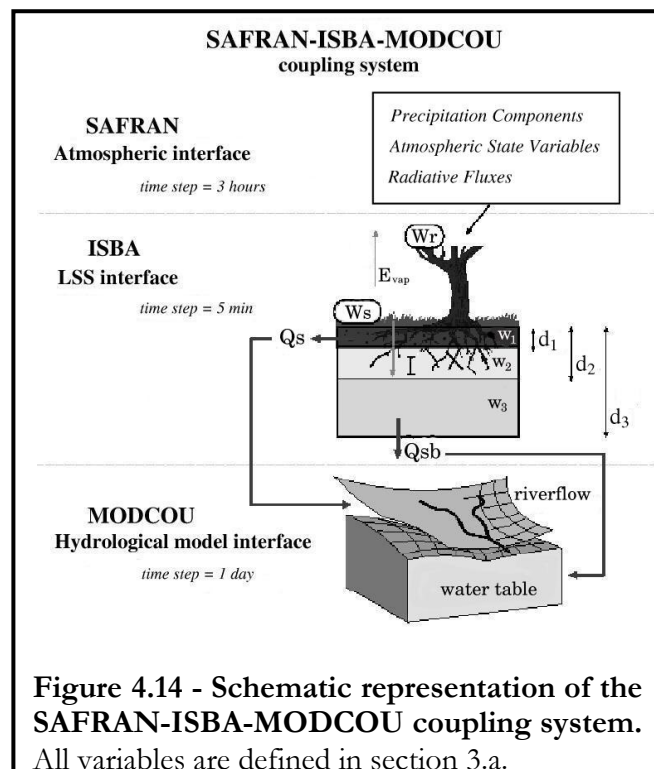 SAFRAN-ISBA-MODCOU
coupling system
SAFRAN
Atmospheric interface
time step = 3 hours
Precipitation Components
Atmospheric State Variables
Radiative Fluxes
ISBA
LSS interface
time step = 5 min
Wr
Evap
Ws
Qs
w1
w2
I
w3
d1
d2
d3
Qsb
MODCOU
Hydrological model interface
time step = 1 day
riverflow
water table
Figure 4.14 - Schematic representation of the
SAFRAN-ISBA-MODCOU coupling system.
All variables are defined in section 3.a.